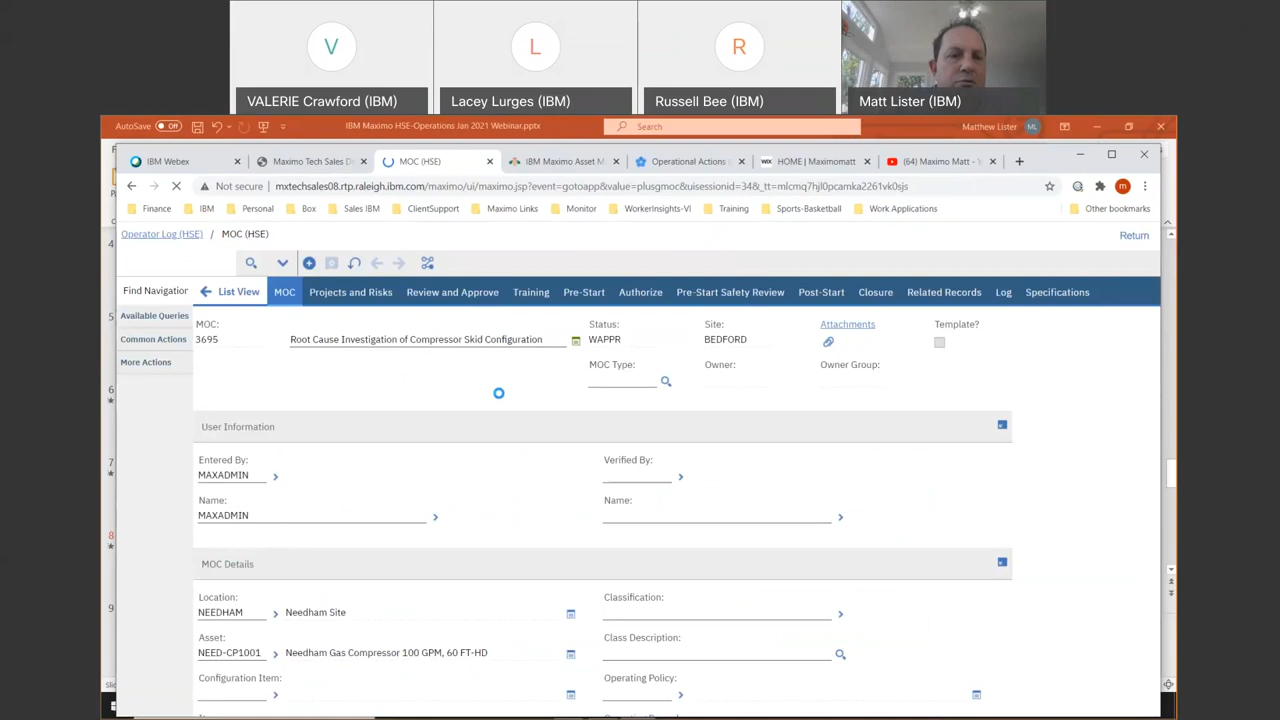 V L R
VALERIE Crawford (IBM) Lacey Lurges (IBM) Russell Bee (IBM) Matt Lister (IBM)
AutoSave Off IBM Maximo HSE-Operations Jan 2021 Webinar.pptx Search Matthew Lister ML
IBM Webex Maximo Tech Sales D MOC (HSE) IBM Maximo Asset M Operational Actions g WIX HOME | Maximomatt (64) Maximo Matt -
Not secure mxtechsales08.rtp.raleigh.ibm.com/maximo/ui/maximo.jsp?event=gotoapp&value=plusgmoc&uisessionid=34&_tt=mlcmq7hjl0pcamka2261vk0sjs m
Finance IBM Personal Box Sales IBM ClientSupport Maximo Links Monitor WorkerInsights-VI Training Sports-Basketball Work Applications Other bookmarks
Operator Log (HSE) / MOC (HSE) Return
Find Navigation List View MOC Projects and Risks Review and Approve Training Pre-Start Authorize Pre-Start Safety Review Post-Start Closure Related Records Log Specifications
Available Queries
Common Actions
More Actions
MOC: Status: Site: Attachments Template?
3695 Root Cause Investigation of Compressor Skid Configuration WAPPR BEDFORD
MOC Type: Owner: Owner Group:
User Information
Entered By: Verified By:
MAXADMIN
Name: Name:
MAXADMIN
MOC Details
Location: Classification:
NEEDHAM Needham Site
Asset: Class Description:
NEED-CP1001 Needham Gas Compressor 100 GPM, 60 FT-HD
Configuration Item: Operating Policy:
4
5
6
7
8
9